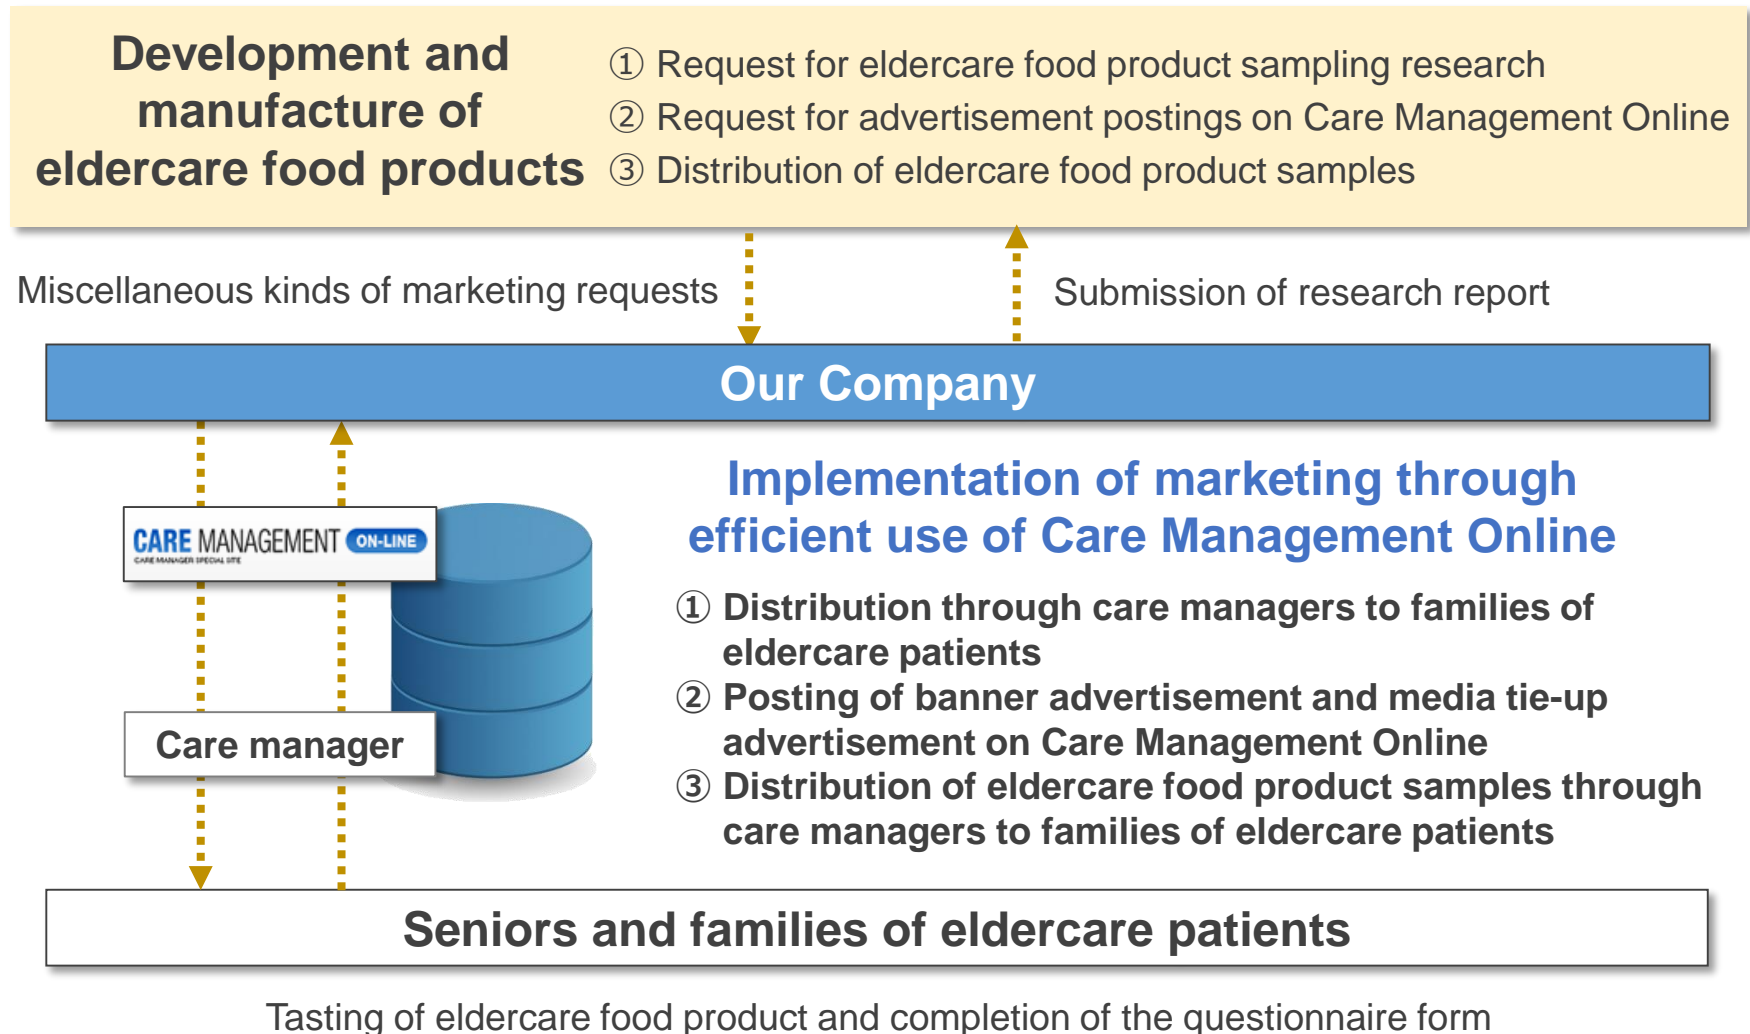 Development and
manufacture of
eldercare food products
① Request for eldercare food product sampling research
② Request for advertisement postings on Care Management Online
③ Distribution of eldercare food product samples
Miscellaneous kinds of marketing requests
Submission of research report
Our Company
CARE MANAGEMENT ON-LINE
CARE MANAGER SPECIAL SITE
Care manager
Implementation of marketing through
efficient use of Care Management Online
① Distribution through care managers to families of
eldercare patients
② Posting of banner advertisement and media tie-up
advertisement on Care Management Online
③ Distribution of eldercare food product samples through
care managers to families of eldercare patients
Seniors and families of eldercare patients
Tasting of eldercare food product and completion of the questionnaire form